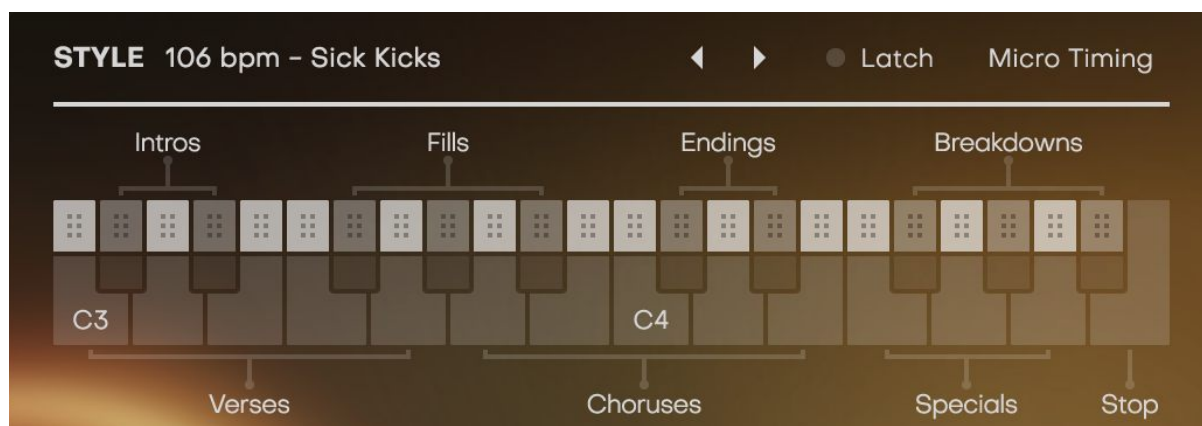 STYLE 106 bpm – Sick Kicks Latch Micro Timing
Intros Fills Endings Breakdowns
C3 C4
Verses Choruses Specials Stop